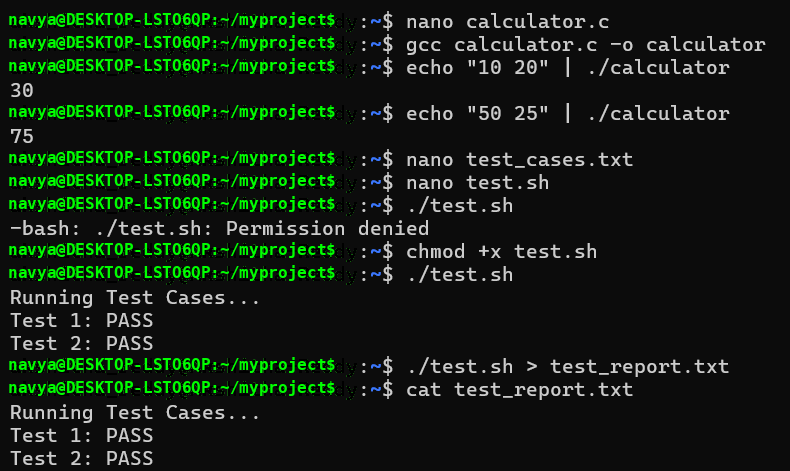 navya@DESKTOP-LSTO6QP:~/myproject$ :~$ nano calculator.c
navya@DESKTOP-LSTO6QP:~/myproject$ :~$ gcc calculator.c -o calculator
navya@DESKTOP-LSTO6QP:~/myproject$ :~$ echo "10 20" | ./calculator
30
navya@DESKTOP-LSTO6QP:~/myproject$ :~$ echo "50 25" | ./calculator
75
navya@DESKTOP-LSTO6QP:~/myproject$ :~$ nano test_cases.txt
navya@DESKTOP-LSTO6QP:~/myproject$ :~$ nano test.sh
navya@DESKTOP-LSTO6QP:~/myproject$ :~$ ./test.sh
-bash: ./test.sh: Permission denied
navya@DESKTOP-LSTO6QP:~/myproject$ :~$ chmod +x test.sh
navya@DESKTOP-LSTO6QP:~/myproject$ :~$ ./test.sh
Running Test Cases...
Test 1: PASS
Test 2: PASS
navya@DESKTOP-LSTO6QP:~/myproject$ :~$ ./test.sh > test_report.txt
navya@DESKTOP-LSTO6QP:~/myproject$ :~$ cat test_report.txt
Running Test Cases...
Test 1: PASS
Test 2: PASS